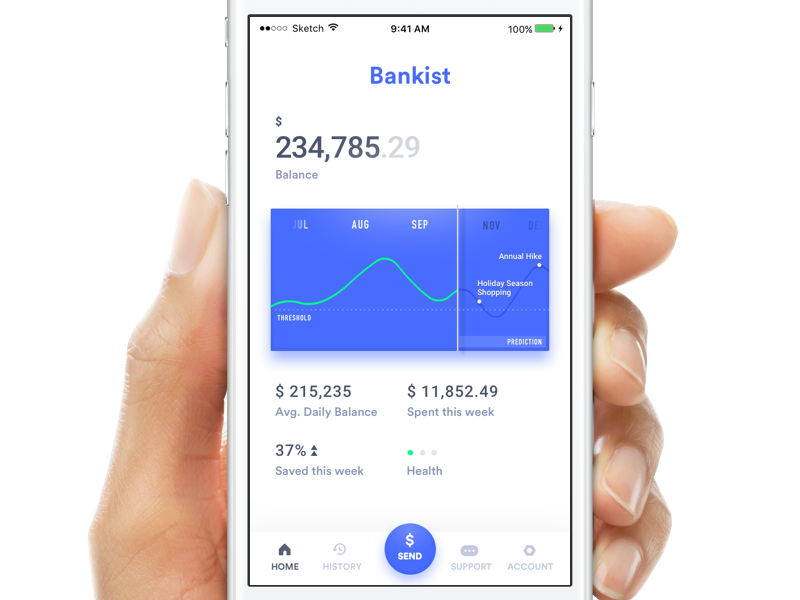 Sketch 9:41 AM 100%
Bankist
$
234,785.29
Balance
JUL AUG SEP NOV DEC
Annual Hike
Holiday Season
Shopping
THRESHOLD
PREDICTION
$ 215,235 $ 11,852.49
Avg. Daily Balance Spent this week
37%
Saved this week Health
$
SEND
HOME HISTORY SUPPORT ACCOUNT